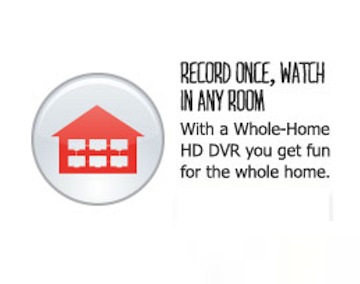 RECORD ONCE, WATCH
IN ANY ROOM
With a Whole-Home
HD DVR you get fun
for the whole home.